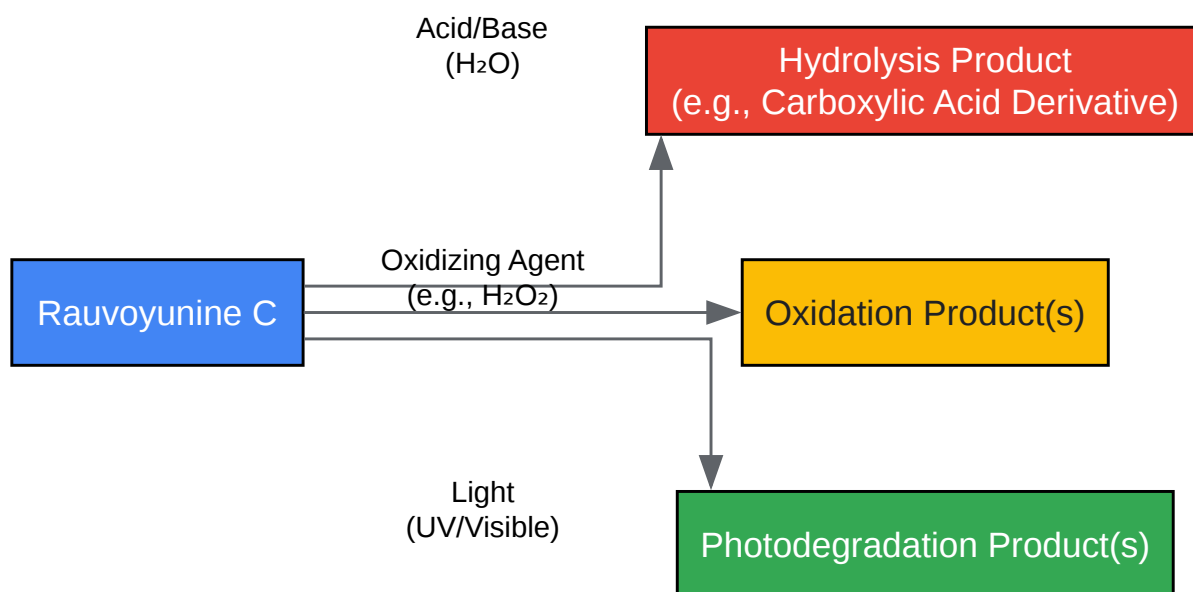 Acid/Base
(H₂O)
Hydrolysis Product
(e.g., Carboxylic Acid Derivative)
Rauvoyunine C
Oxidizing Agent
(e.g., H₂O₂)
Oxidation Product(s)
Light
(UV/Visible)
Photodegradation Product(s)